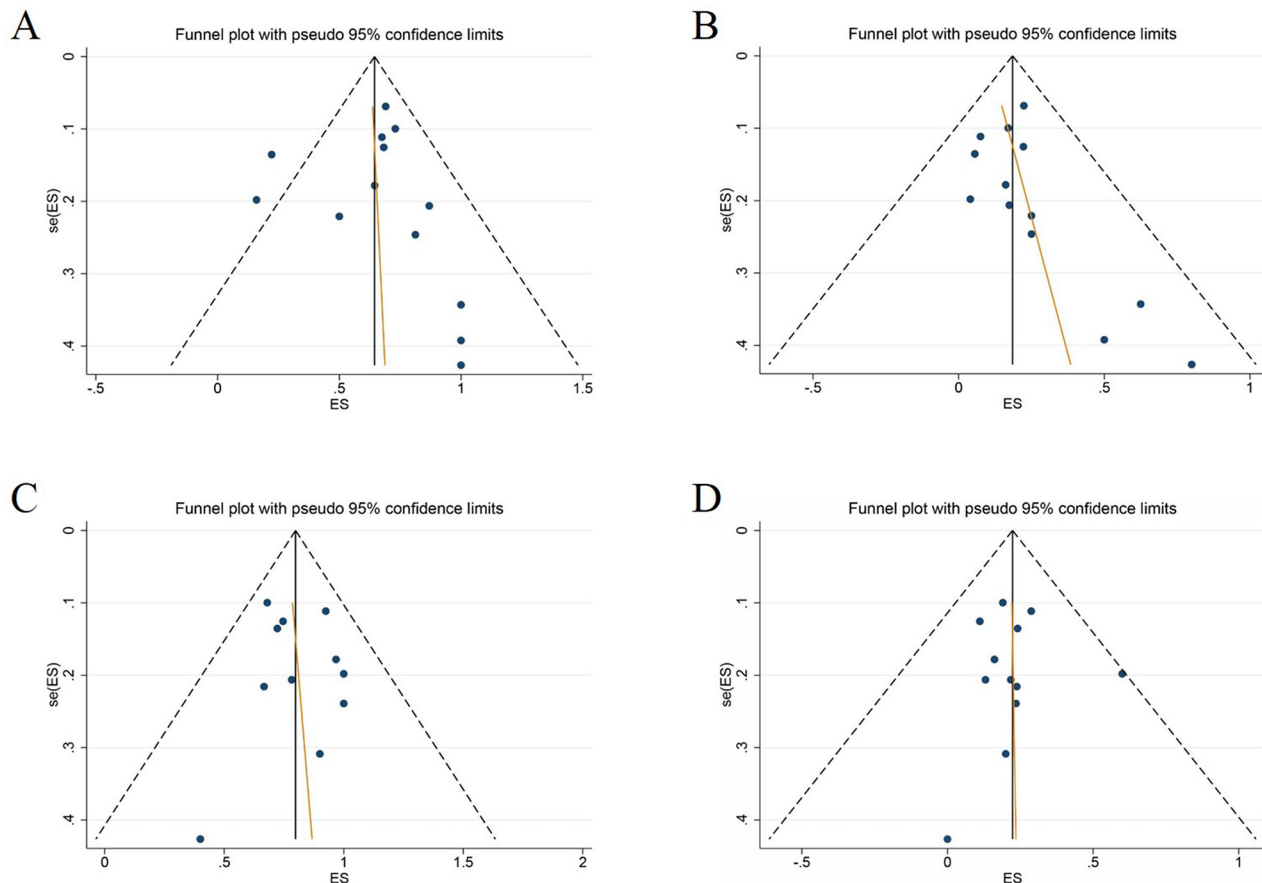 A
Funnel plot with pseudo 95% confidence limits
0
.1
.2
.3
.4
se(ES)
-.5
0
.5
1
1.5
ES
B
Funnel plot with pseudo 95% confidence limits
0
.1
.2
.3
.4
se(ES)
-.5
0
.5
1
ES
C
Funnel plot with pseudo 95% confidence limits
0
.1
.2
.3
.4
se(ES)
0
.5
1
1.5
2
ES
D
Funnel plot with pseudo 95% confidence limits
0
.1
.2
.3
.4
se(ES)
-.5
0
.5
1
ES